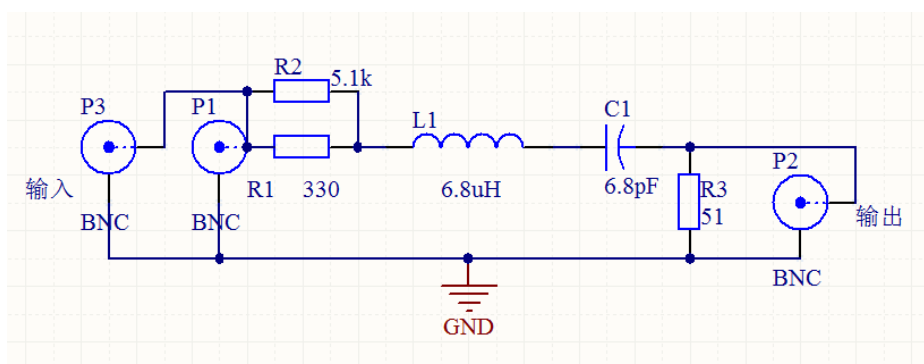 R2
5.1k
P3
P1
L1
C1
P2
输入
R1
330
6.8uH
6.8pF
R3
51
输出
BNC
BNC
BNC
GND